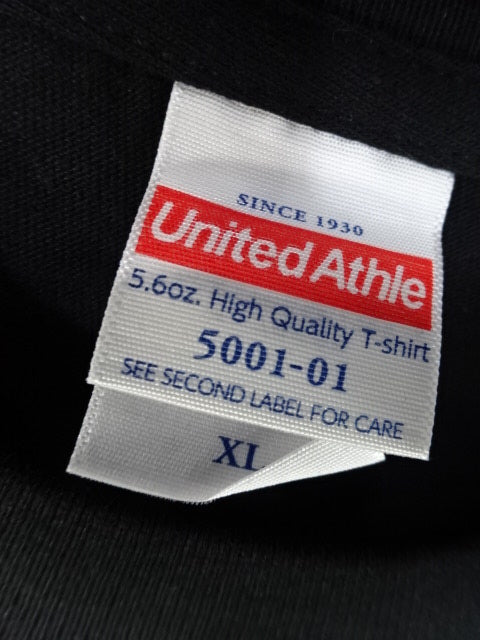 SINCE 1930
United Athle
5.6oz. High Quality T-shirt
5001-01
SEE SECOND LABEL FOR CARE
XL